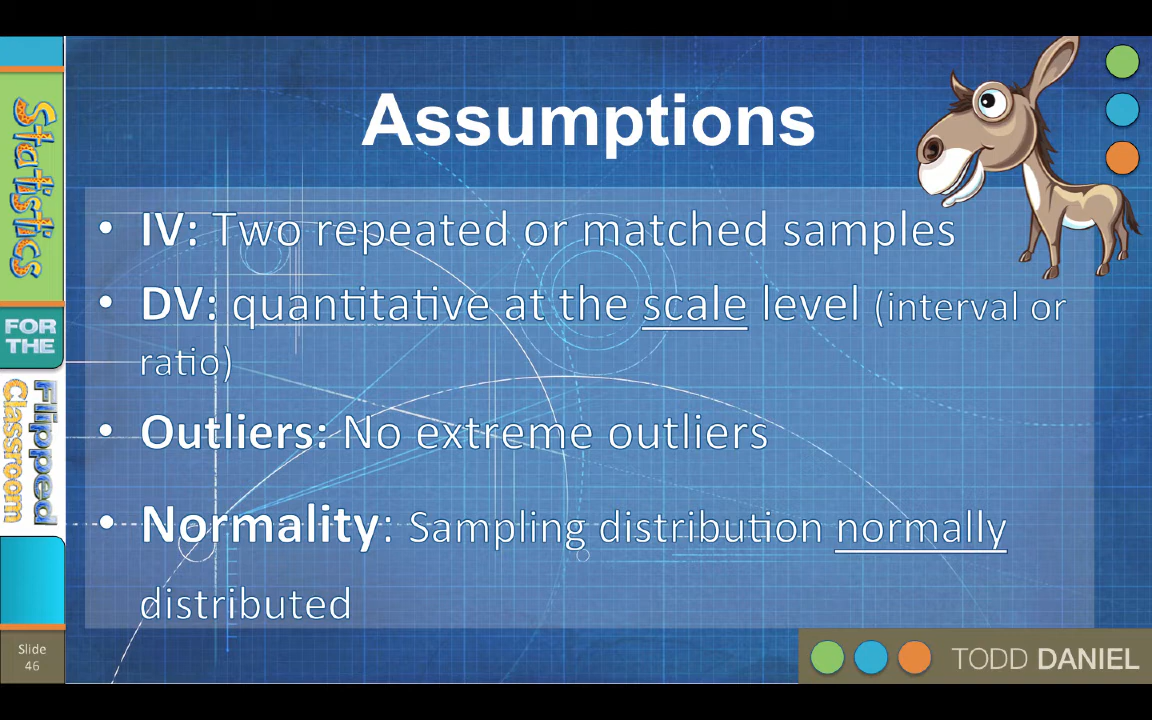 Assumptions
• IV: Two repeated or matched samples
• DV: quantitative at the scale level (interval or
ratio)
• Outliers: No extreme outliers
• Normality: Sampling distribution normally
distributed
Statistics
FOR
THE
Flipped
Classroom
Slide
46
TODD DANIEL